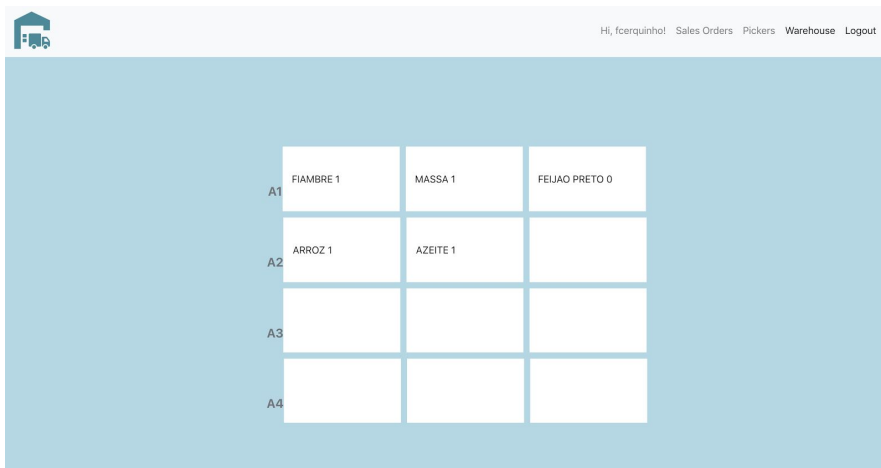 Hi, fcerquinho! Sales Orders Pickers Warehouse Logout
A1 FIAMBRE 1 MASSA 1 FEIJAO PRETO 0
A2 ARROZ 1 AZEITE 1
A3
A4